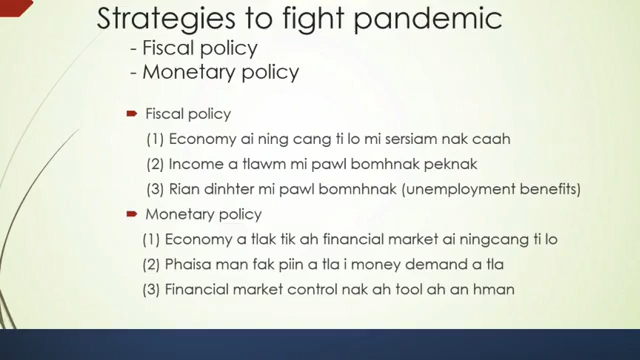 Strategies to fight pandemic
- Fiscal policy
- Monetary policy
Fiscal policy
(1) Economy ai ning cang ti lo mi sersiam nak caah
(2) Income a tlawm mi pawl bomhnak peknak
(3) Rian dinhter mi pawl bomnhnak (unemployment benefits)
Monetary policy
(1) Economy a tlak tik ah financial market ai ningcang ti lo
(2) Phaisa man fak piin a tla i money demand a tla
(3) Financial market control nak ah tool ah an hman